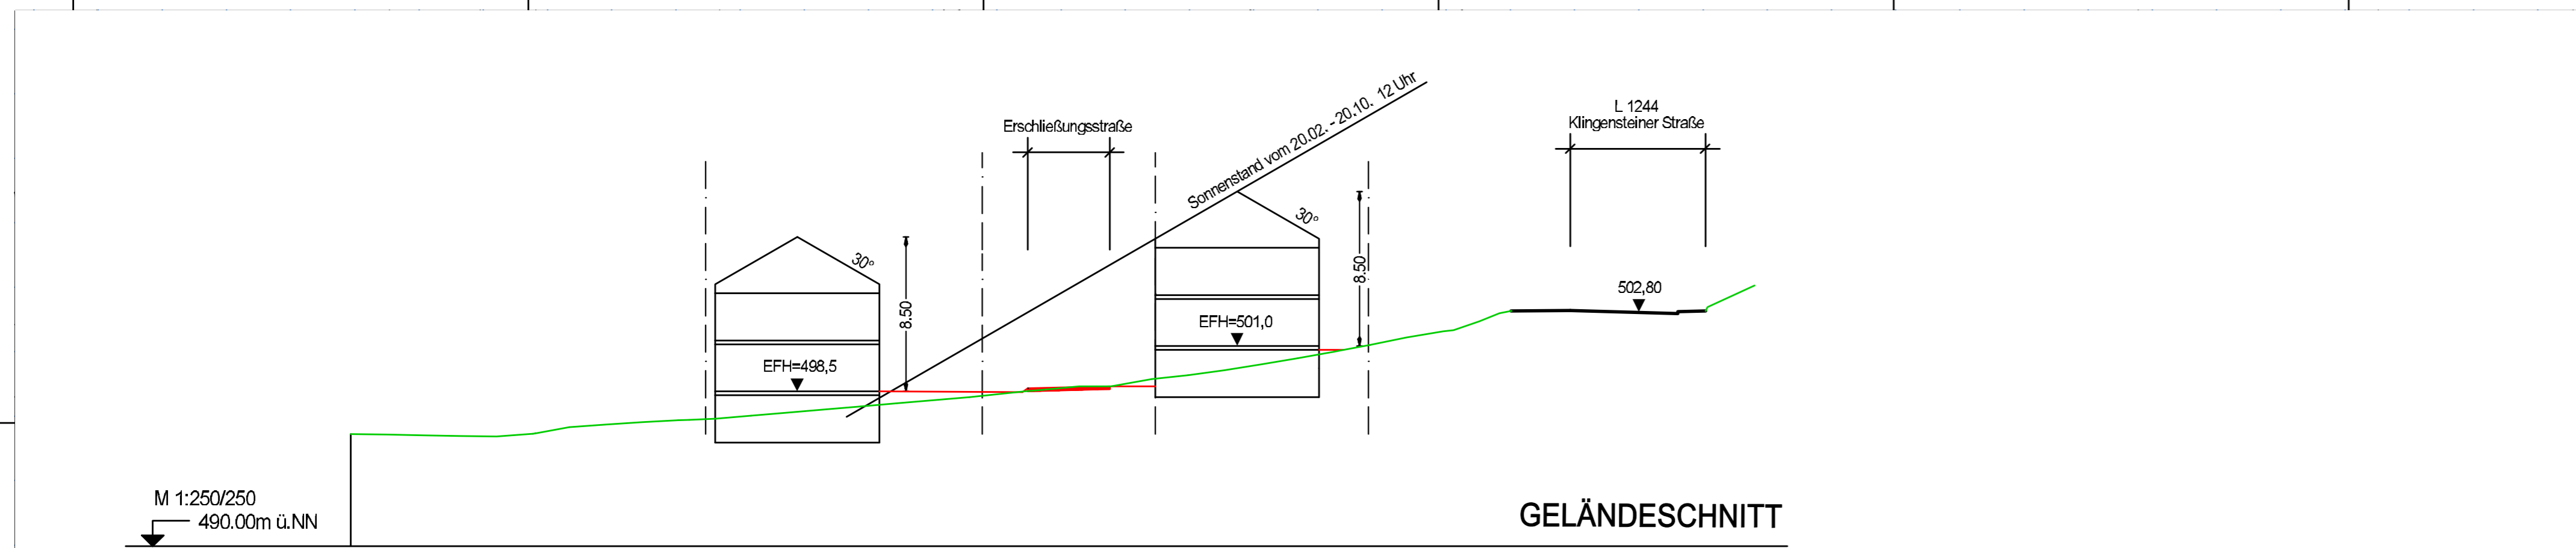 Sonnenstand vom 20.02. - 20.10. 12 Uhr
L 1244
Klingensteiner Straße
Erschließungsstraße
30°
30°
8.50
8.50
502,80
EFH=501,0
EFH=498,5
M 1:250/250
490.00m ü.NN
GELÄNDESCHNITT